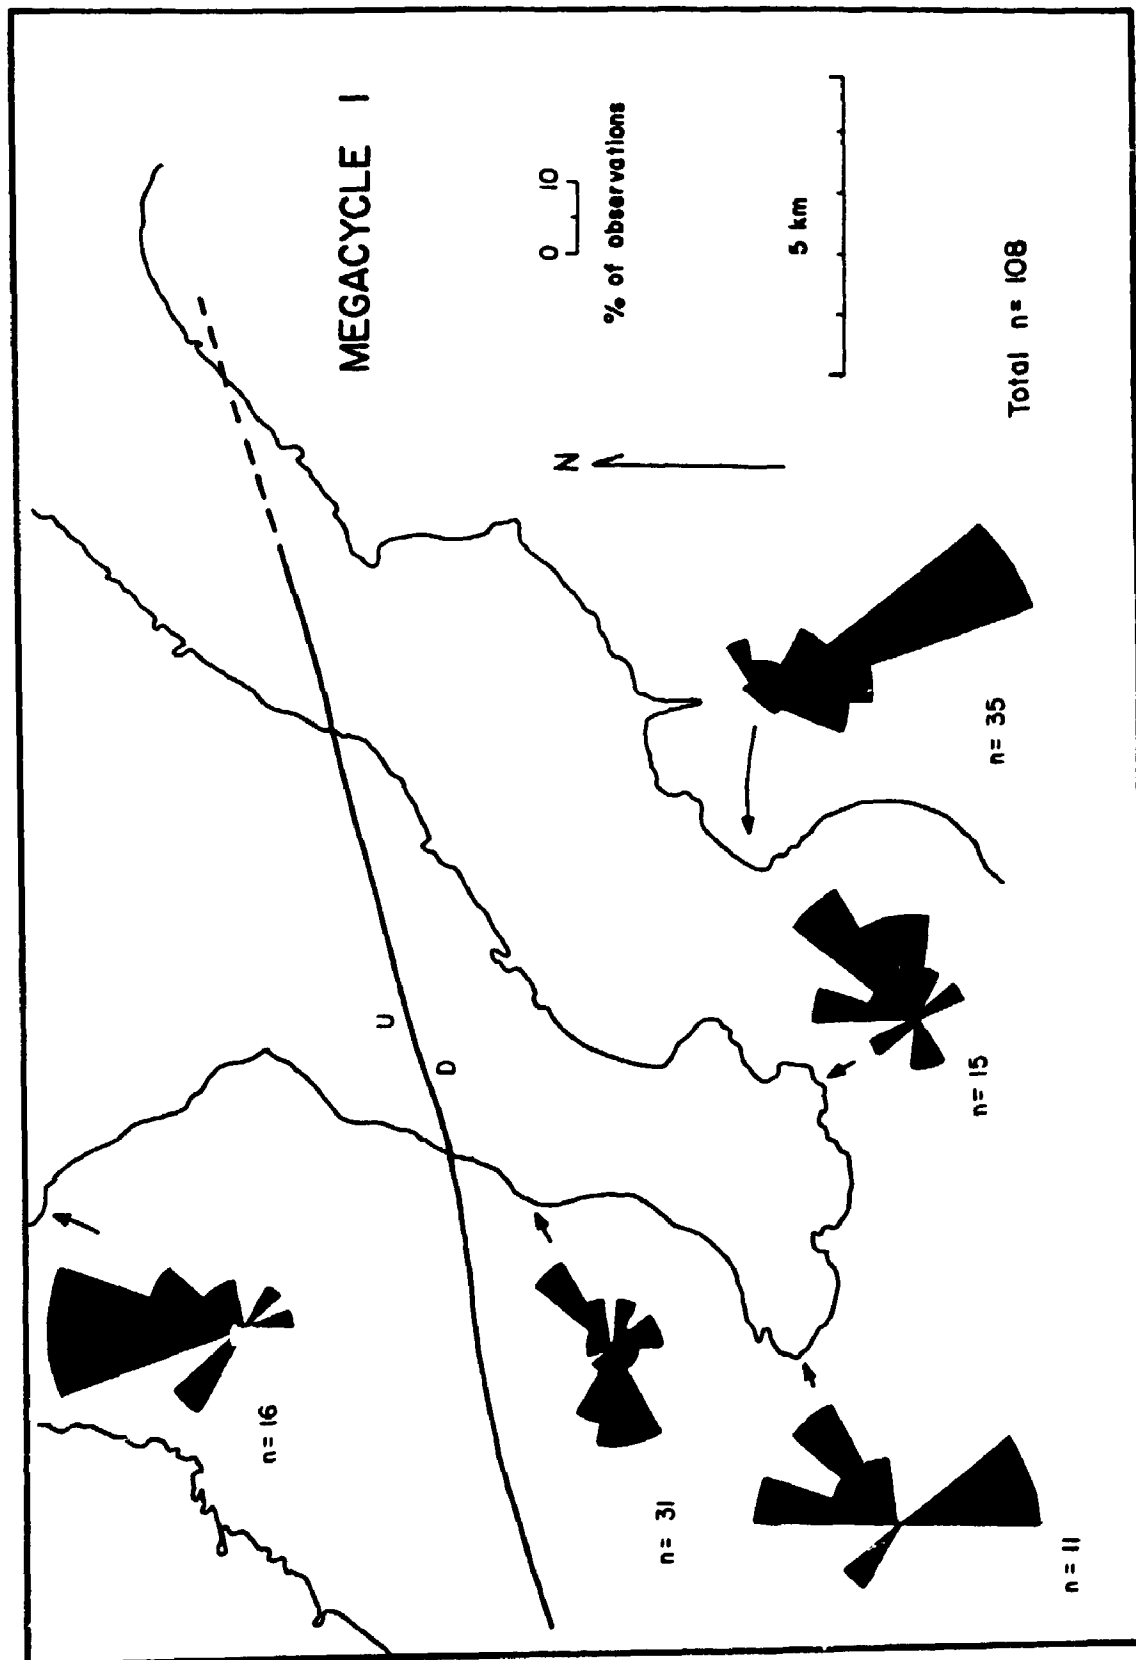 MEGACYCLE I
0 10
% of observations
5 km
Total n= 108
N
U
D
n= 16
n= 31
n= 11
n= 15
n= 35